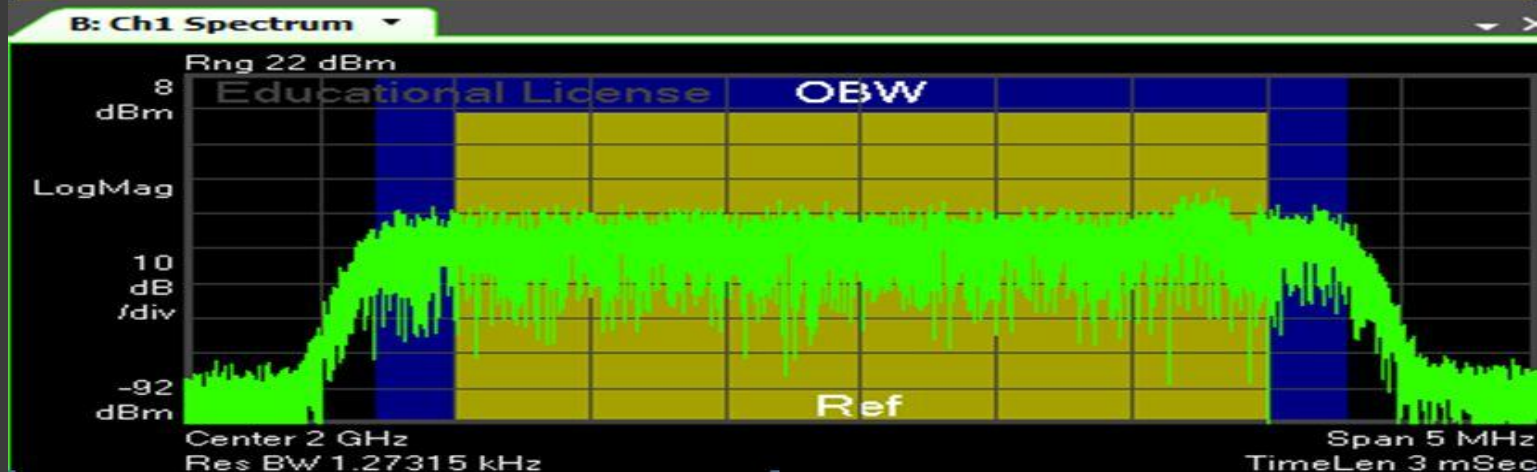 B: Ch1 Spectrum
Rng 22 dBm
8
dBm
Educational License
OBW
LogMag
10
dB
/div
-92
dBm
Ref
Center 2 GHz
Span 5 MHz
Res BW 1.27315 kHz
TimeLen 3 mSec